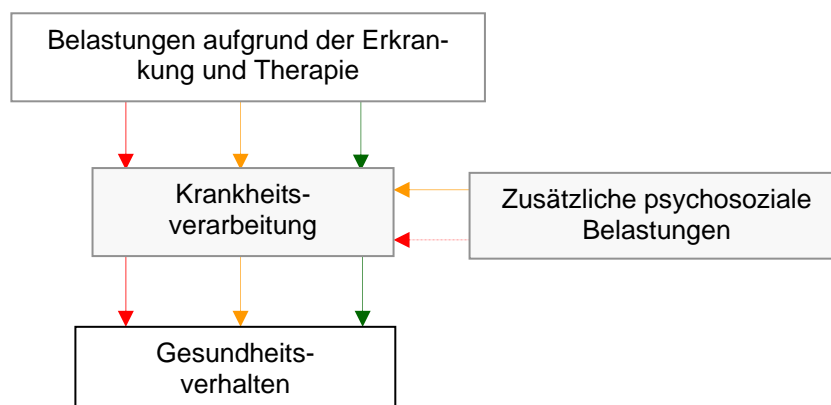 Belastungen aufgrund der Erkran-
kung und Therapie
Krankheits-
verarbeitung
Zusätzliche psychosoziale
Belastungen
Gesundheits-
verhalten